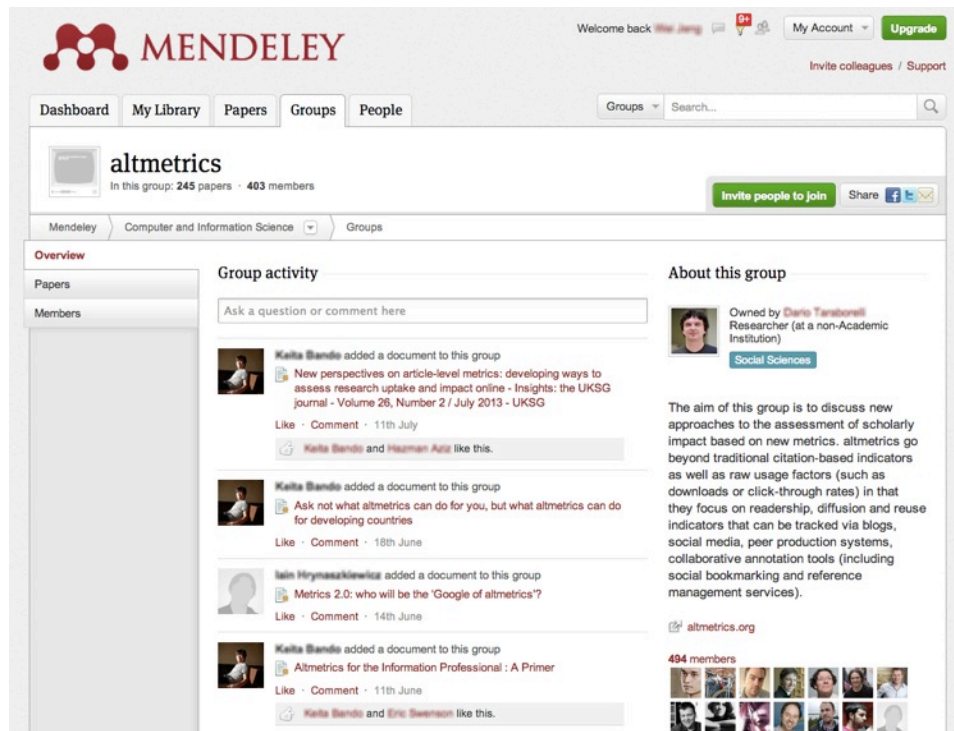 MENDELEY
Welcome back
9+
My Account
Upgrade
Invite colleagues / Support
Dashboard
My Library
Papers
Groups
People
Groups
Search...
altmetrics
In this group: 245 papers · 403 members
Invite people to join
Share
Mendeley
Computer and Information Science
Groups
Overview
Papers
Members
Group activity
Ask a question or comment here
added a document to this group
New perspectives on article-level metrics: developing ways to
assess research uptake and impact online - Insights: the UKSG
journal - Volume 26, Number 2 / July 2013 - UKSG
Like · Comment · 11th July
and like this.
added a document to this group
Ask not what altmetrics can do for you, but what altmetrics can do
for developing countries
Like · Comment · 18th June
added a document to this group
Metrics 2.0: who will be the 'Google of altmetrics'?
Like · Comment · 14th June
added a document to this group
Altmetrics for the Information Professional : A Primer
Like · Comment · 11th June
and like this.
About this group
Owned by
Researcher (at a non-Academic
Institution)
Social Sciences
The aim of this group is to discuss new
approaches to the assessment of scholarly
impact based on new metrics. altmetrics go
beyond traditional citation-based indicators
as well as raw usage factors (such as
downloads or click-through rates) in that
they focus on readership, diffusion and reuse
indicators that can be tracked via blogs,
social media, peer production systems,
collaborative annotation tools (including
social bookmarking and reference
management services).
altmetrics.org
494 members